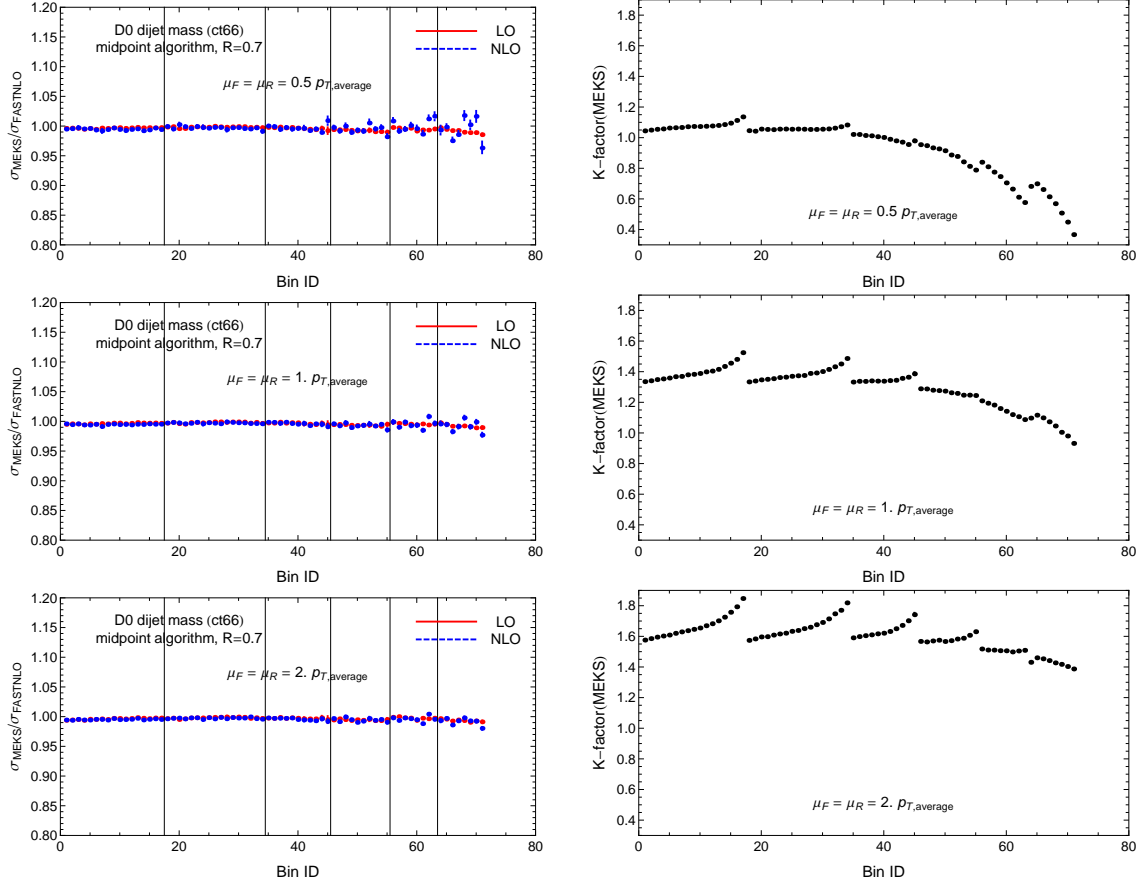 1.20
1.15
1.10
1.05
1.00
0.95
0.90
0.85
0.80
σMEKS/σFASTNLO
D0 dijet mass (ct66)
midpoint algorithm, R=0.7
LO
NLO
μF = μR = 0.5 pT,average
0 20 40 60 80
Bin ID
1.8
1.6
1.4
1.2
1.0
0.8
0.6
0.4
K-factor(MEKS)
μF = μR = 0.5 pT,average
0 20 40 60 80
Bin ID
1.20
1.15
1.10
1.05
1.00
0.95
0.90
0.85
0.80
σMEKS/σFASTNLO
D0 dijet mass (ct66)
midpoint algorithm, R=0.7
LO
NLO
μF = μR = 1. pT,average
0 20 40 60 80
Bin ID
1.8
1.6
1.4
1.2
1.0
0.8
0.6
0.4
K-factor(MEKS)
μF = μR = 1. pT,average
0 20 40 60 80
Bin ID
1.20
1.15
1.10
1.05
1.00
0.95
0.90
0.85
0.80
σMEKS/σFASTNLO
D0 dijet mass (ct66)
midpoint algorithm, R=0.7
LO
NLO
μF = μR = 2. pT,average
0 20 40 60 80
Bin ID
1.8
1.6
1.4
1.2
1.0
0.8
0.6
0.4
K-factor(MEKS)
μF = μR = 2. pT,average
0 20 40 60 80
Bin ID